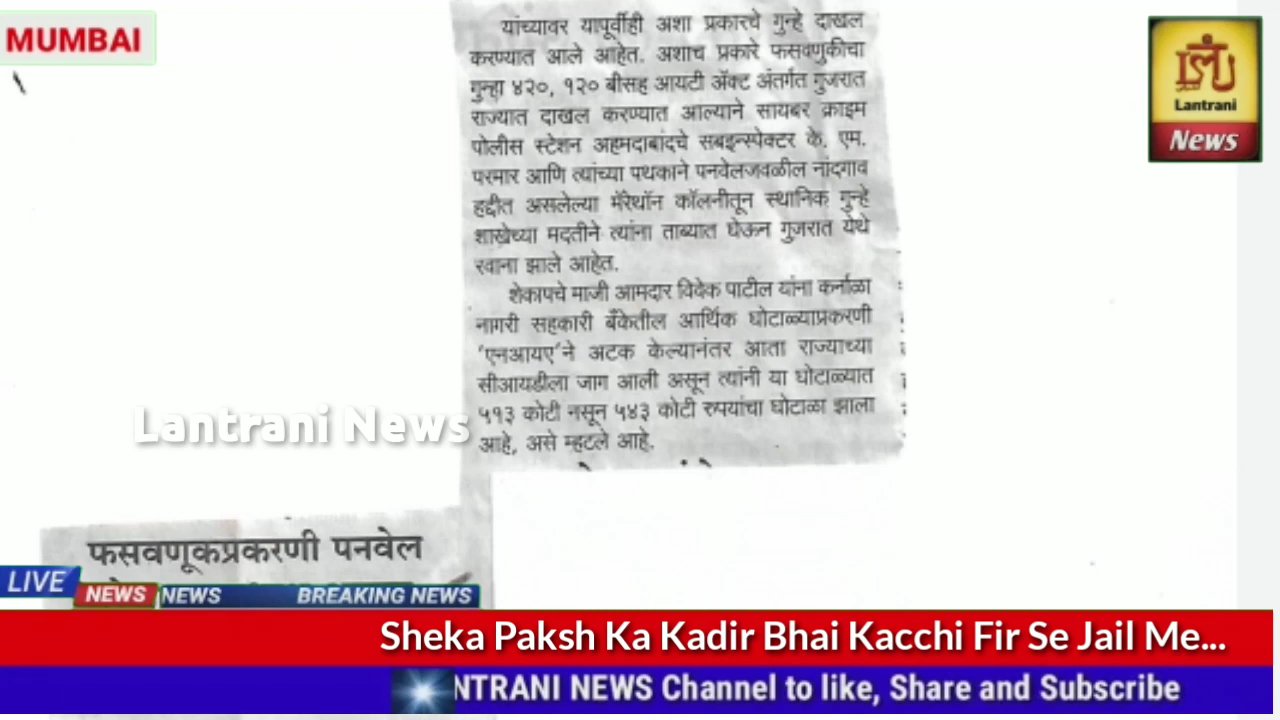 MUMBAI
यांच्यावर यापूर्वीही अशा प्रकारचे गुन्हे दाखल
करण्यात आले आहेत. अशाच प्रकारे फसवणुकीचा
गुन्हा ४२०, १२० बीसह आयटी ॲक्ट अंतर्गत गुजरात
राज्यात दाखल करण्यात आल्याने सायबर क्राइम
पोलीस स्टेशन अहमदाबादचे सबइन्स्पेक्टर के. एम.
परमार आणि त्यांच्या पथकाने पनवेलजवळील नांदगाव
हद्दीत असलेल्या मॅरेथॉन कॉलनीतून स्थानिक गुन्हे
शाखेच्या मदतीने त्यांना ताब्यात घेऊन गुजरात येथे
रवाना झाले आहेत.
शेकापचे माजी आमदार विवेक पाटील यांना कर्नाळा
नागरी सहकारी बँकेतील आर्थिक घोटाळ्याप्रकरणी
'एनआयए'ने अटक केल्यानंतर आता राज्याच्या
सीआयडीला जाग आली असून त्यांनी या घोटाळ्यात
५१३ कोटी नसून ५४३ कोटी रुपयांचा घोटाळा झाला
आहे, असे म्हटले आहे.
Lantrani
News
Lantrani News
फसवणूकप्रकरणी पनवेल
LIVE
NEWS NEWS BREAKING NEWS
Sheka Paksh Ka Kadir Bhai Kacchi Fir Se Jail Me...
NTRANI NEWS Channel to like, Share and Subscribe